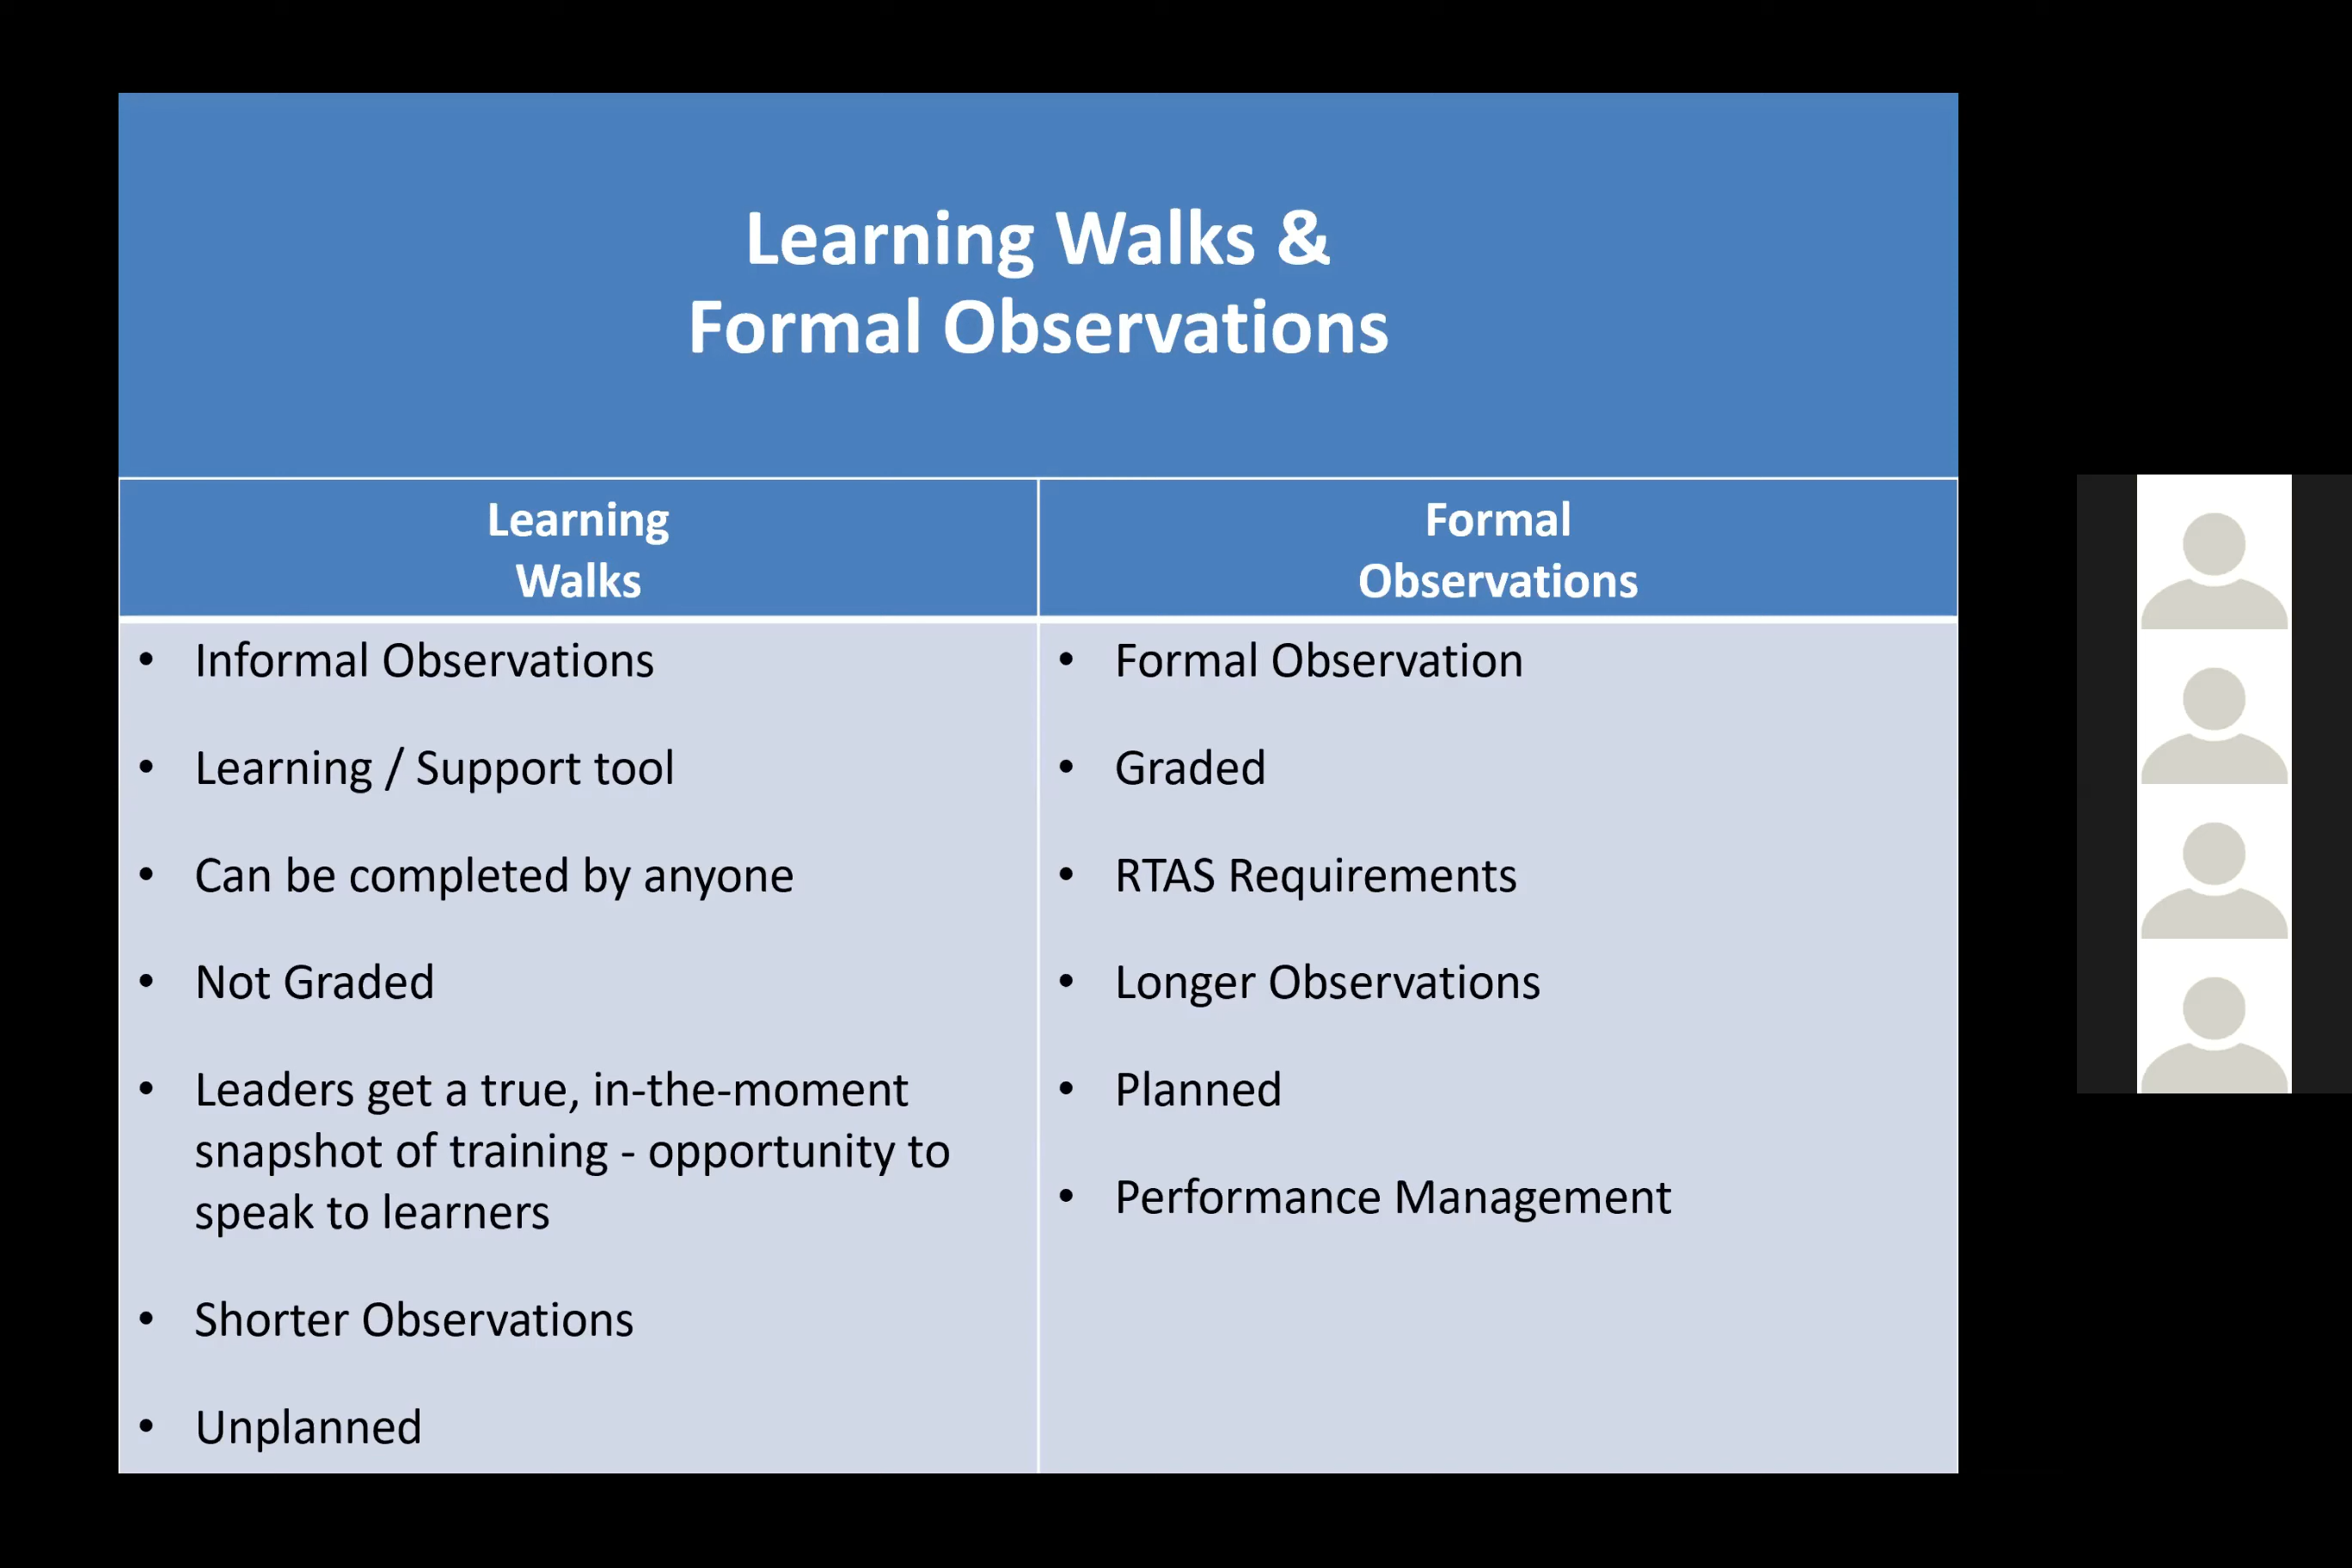 Learning Walks &
Formal Observations
Learning
Walks
• Informal Observations
• Learning / Support tool
• Can be completed by anyone
• Not Graded
• Leaders get a true, in-the-moment
snapshot of training - opportunity to
speak to learners
• Shorter Observations
• Unplanned
Formal
Observations
• Formal Observation
• Graded
• RTAS Requirements
• Longer Observations
• Planned
• Performance Management